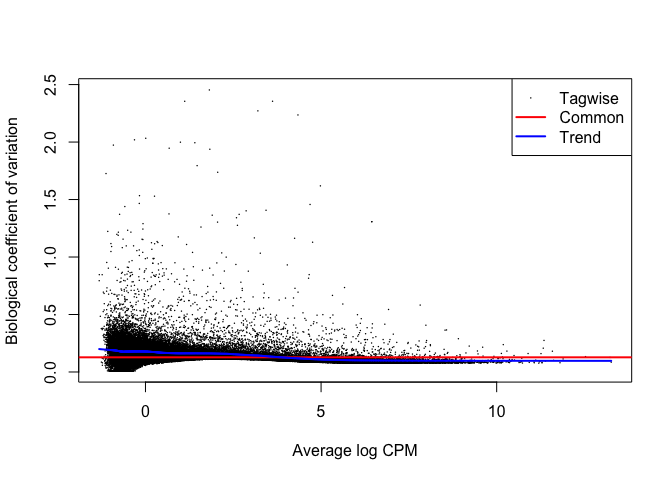 2.5
2.0
1.5
1.0
0.5
0.0
Biological coefficient of variation
Tagwise
Common
Trend
0 5 10
Average log CPM